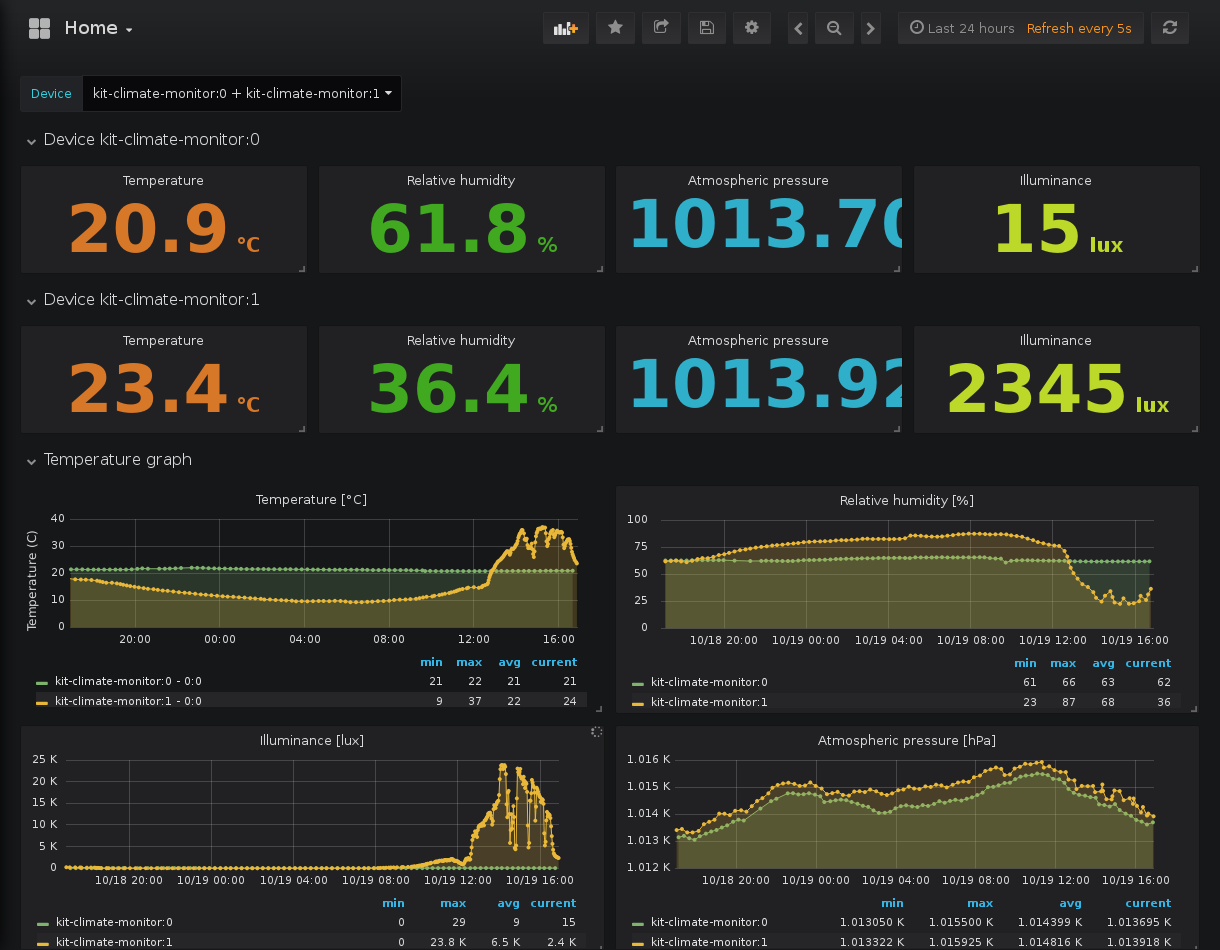 Home
Last 24 hours Refresh every 5s
Device kit-climate-monitor:0 + kit-climate-monitor:1
Device kit-climate-monitor:0
Temperature Relative humidity Atmospheric pressure Illuminance
20.9 °C 61.8 % 1013.70 15 lux
Device kit-climate-monitor:1
Temperature Relative humidity Atmospheric pressure Illuminance
23.4 °C 36.4 % 1013.92 2345 lux
Temperature graph
Temperature [°C]
Temperature (C)
40
30
20
10
0
20:00 00:00 04:00 08:00 12:00 16:00
min max avg current
kit-climate-monitor:0 - 0:0 21 22 21 21
kit-climate-monitor:1 - 0:0 9 37 22 24
Relative humidity [%]
100
75
50
25
0
10/18 20:00 10/19 00:00 10/19 04:00 10/19 08:00 10/19 12:00 10/19 16:00
min max avg current
kit-climate-monitor:0 61 66 63 62
kit-climate-monitor:1 23 87 68 36
Illuminance [lux]
25 K
20 K
15 K
10 K
5 K
0
10/18 20:00 10/19 00:00 10/19 04:00 10/19 08:00 10/19 12:00 10/19 16:00
min max avg current
kit-climate-monitor:0 0 29 9 15
kit-climate-monitor:1 0 23.8 K 6.5 K 2.4 K
Atmospheric pressure [hPa]
1.016 K
1.015 K
1.014 K
1.013 K
1.012 K
10/18 20:00 10/19 00:00 10/19 04:00 10/19 08:00 10/19 12:00 10/19 16:00
min max avg current
kit-climate-monitor:0 1.013050 K 1.015500 K 1.014399 K 1.013695 K
kit-climate-monitor:1 1.013322 K 1.015925 K 1.014816 K 1.013918 K